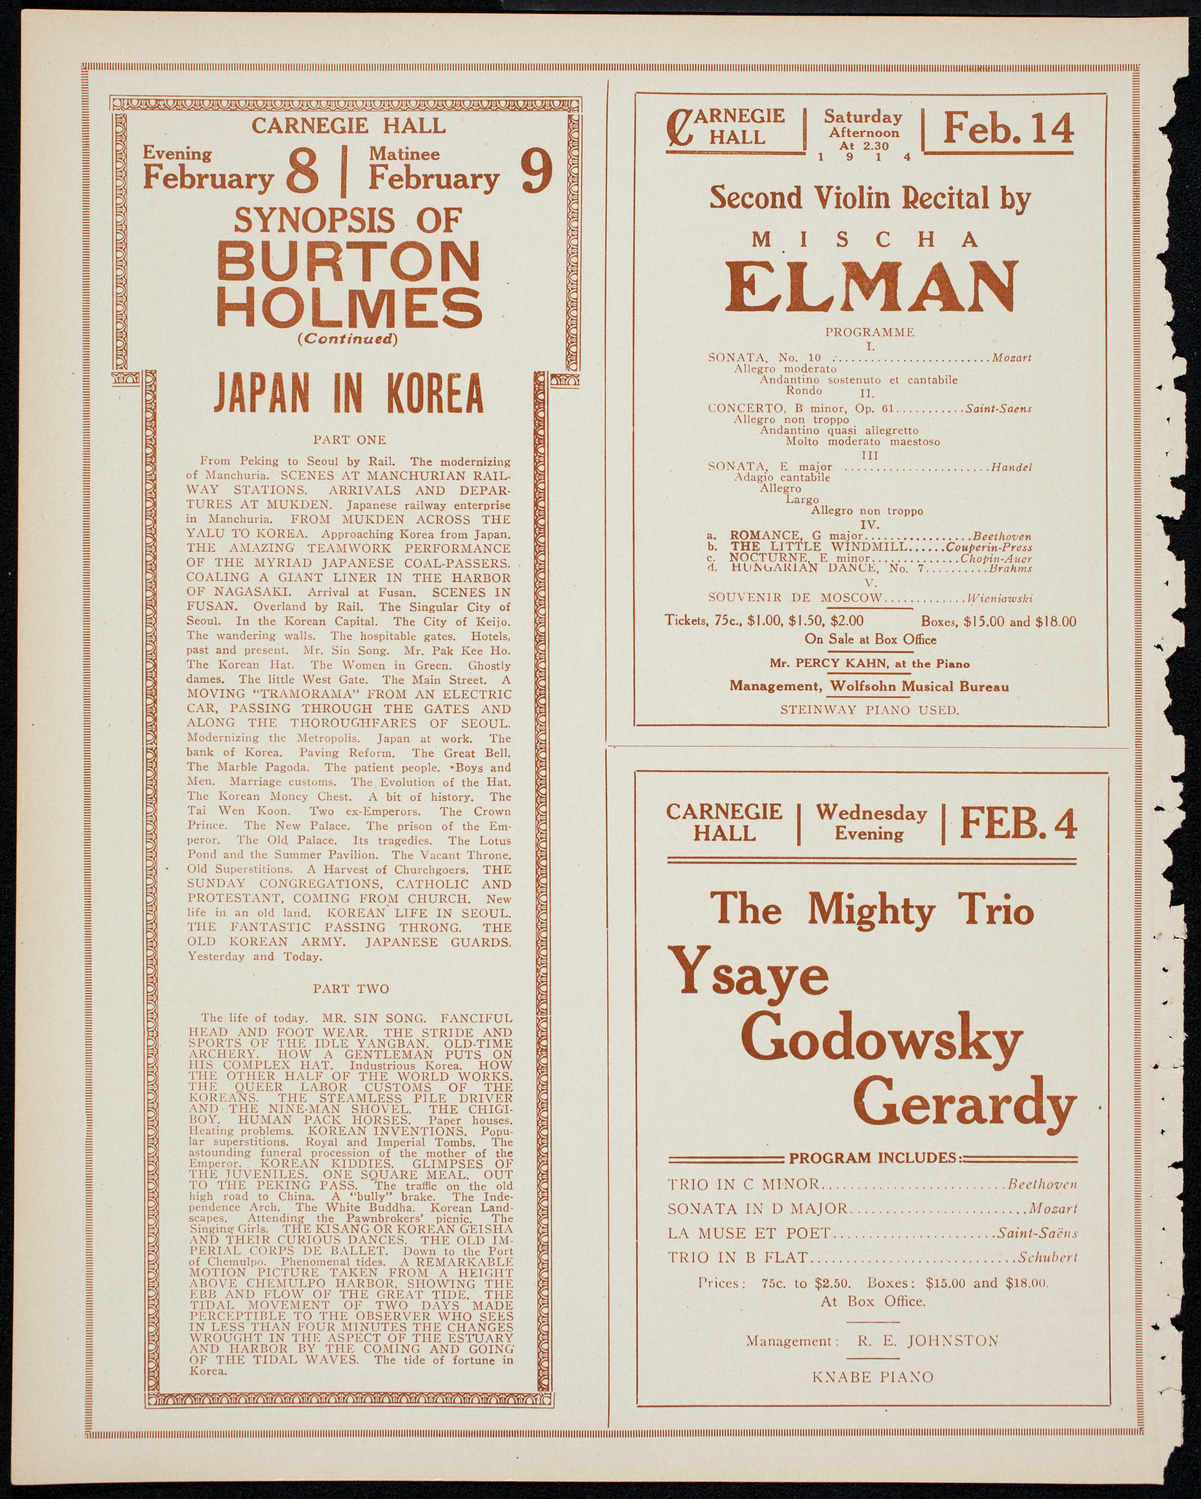 CARNEGIE HALL
Evening
February 8
Matinee
February 9
SYNOPSIS OF
BURTON
HOLMES
(Continued)
JAPAN IN KOREA
PART ONE
From Peking to Seoul by Rail. The modernizing
of Manchuria. SCENES AT MANCHURIAN RAIL-
WAY STATIONS. ARRIVALS AND DEPAR-
TURES AT MUKDEN. Japanese railway enterprise
in Manchuria. FROM MUKDEN ACROSS THE
YALU TO KOREA. Approaching Korea from Japan.
THE AMAZING TEAMWORK PERFORMANCE
OF THE MYRIAD JAPANESE COAL-PASSERS.
COALING A GIANT LINER IN THE HARBOR
OF NAGASAKI. Arrival at Fusan. SCENES IN
FUSAN. Overland by Rail. The Singular City of
Seoul. In the Korean Capital. The City of Keijo.
The wandering walls. The hospitable gates. Hotels,
past and present. Mr. Sin Song. Mr. Pak Kee Ho.
The Korean Hat. The Women in Green. Ghostly
dames. The little West Gate. The Main Street. A
MOVING "TRAMORAMA" FROM AN ELECTRIC
CAR, PASSING THROUGH THE GATES AND
ALONG THE THOROUGHFARES OF SEOUL.
Modernizing the Metropolis. Japan at work. The
bank of Korea. Paving Reform. The Great Bell.
The Marble Pagoda. The patient people. Boys and
Men. Marriage customs. The Evolution of the Hat.
The Korean Money Chest. A bit of history. The
Tai Wen Koon. Two ex-Emperors. The Crown
Prince. The New Palace. The prison of the Em-
peror. The Old Palace. Its tragedies. The Lotus
Pond and the Summer Pavilion. The Vacant Throne.
Old Superstitions. A Harvest of Churchgoers. THE
SUNDAY CONGREGATIONS, CATHOLIC AND
PROTESTANT, COMING FROM CHURCH. New
life in an old land. KOREAN LIFE IN SEOUL.
THE FANTASTIC PASSING THRONG. THE
OLD KOREAN ARMY. JAPANESE GUARDS.
Yesterday and Today.
PART TWO
The life of today. MR. SIN SONG. FANCIFUL
HEAD AND FOOT WEAR. THE STRIDE AND
SPORTS OF THE IDLE YANGBAN. OLD-TIME
ARCHERY. HOW A GENTLEMAN PUTS ON
HIS COMPLEX HAT. Industrious Korea. HOW
THE OTHER HALF OF THE WORLD WORKS.
THE QUEER LABOR CUSTOMS OF THE
KOREANS. THE STEAMLESS PILE DRIVER
AND THE NINE-MAN SHOVEL. THE CHIGI-
BOY. HUMAN PACK HORSES. Paper houses.
Heating problems. KOREAN INVENTIONS. Popu-
lar superstitions. Royal and Imperial Tombs. The
astounding funeral procession of the mother of the
Emperor. KOREAN KIDDIES. GLIMPSES OF
THE JUVENILES. ONE SQUARE MEAL. OUT
TO THE PEKING PASS. The traffic on the old
high road to China. A "bully" brake. The Inde-
pendence Arch. The White Buddha. Korean Land-
scapes. Attending the Pawnbrokers' picnic. The
Singing Girls. THE KISANG OR KOREAN GEISHA
AND THEIR CURIOUS DANCES. THE OLD IM-
PERIAL CORPS DE BALLET. Down to the Port
of Chemulpo. Phenomenal tides. A REMARKABLE
MOTION PICTURE TAKEN FROM A HEIGHT
ABOVE CHEMULPO HARBOR, SHOWING THE
EBB AND FLOW OF THE GREAT TIDE. THE
TIDAL MOVEMENT OF TWO DAYS MADE
PERCEPTIBLE TO THE OBSERVER WHO SEES
IN LESS THAN FOUR MINUTES THE CHANGES
WROUGHT IN THE ASPECT OF THE ESTUARY
AND HARBOR BY THE COMING AND GOING
OF THE TIDAL WAVES. The tide of fortune in
Korea.
CARNEGIE
HALL
Saturday
Afternoon
At 2.30
1 9 1 4
Feb. 14
Second Violin Recital by
MISCHA
ELMAN
PROGRAMME
I.
SONATA, No. 10 ........................Mozart
Allegro moderato
Andantino sostenuto et cantabile
Rondo
II.
CONCERTO, B minor, Op. 61...........Saint-Saens
Allegro non troppo
Andantino quasi allegretto
Molto moderato maestoso
III
SONATA, E major .......................Handel
Adagio cantabile
Allegro
Largo
Allegro non troppo
IV.
a. ROMANCE, G major.................Beethoven
b. THE LITTLE WINDMILL......Couperin-Press
c. NOCTURNE, E minor..............Chopin-Auer
d. HUNGARIAN DANCE, No. 7..........Brahms
V.
SOUVENIR DE MOSCOW.............Wieniawski
Tickets, 75c., $1.00, $1.50, $2.00 Boxes, $15.00 and $18.00
On Sale at Box Office
Mr. PERCY KAHN, at the Piano
Management, Wolfsohn Musical Bureau
STEINWAY PIANO USED.
CARNEGIE
HALL
Wednesday
Evening
FEB. 4
The Mighty Trio
Ysaye
Godowsky
Gerardy
PROGRAM INCLUDES:
TRIO IN C MINOR...........................Beethoven
SONATA IN D MAJOR..........................Mozart
LA MUSE ET POET........................Saint-Saëns
TRIO IN B FLAT..............................Schubert
Prices: 75c. to $2.50. Boxes: $15.00 and $18.00.
At Box Office.
Management: R. E. JOHNSTON
KNABE PIANO